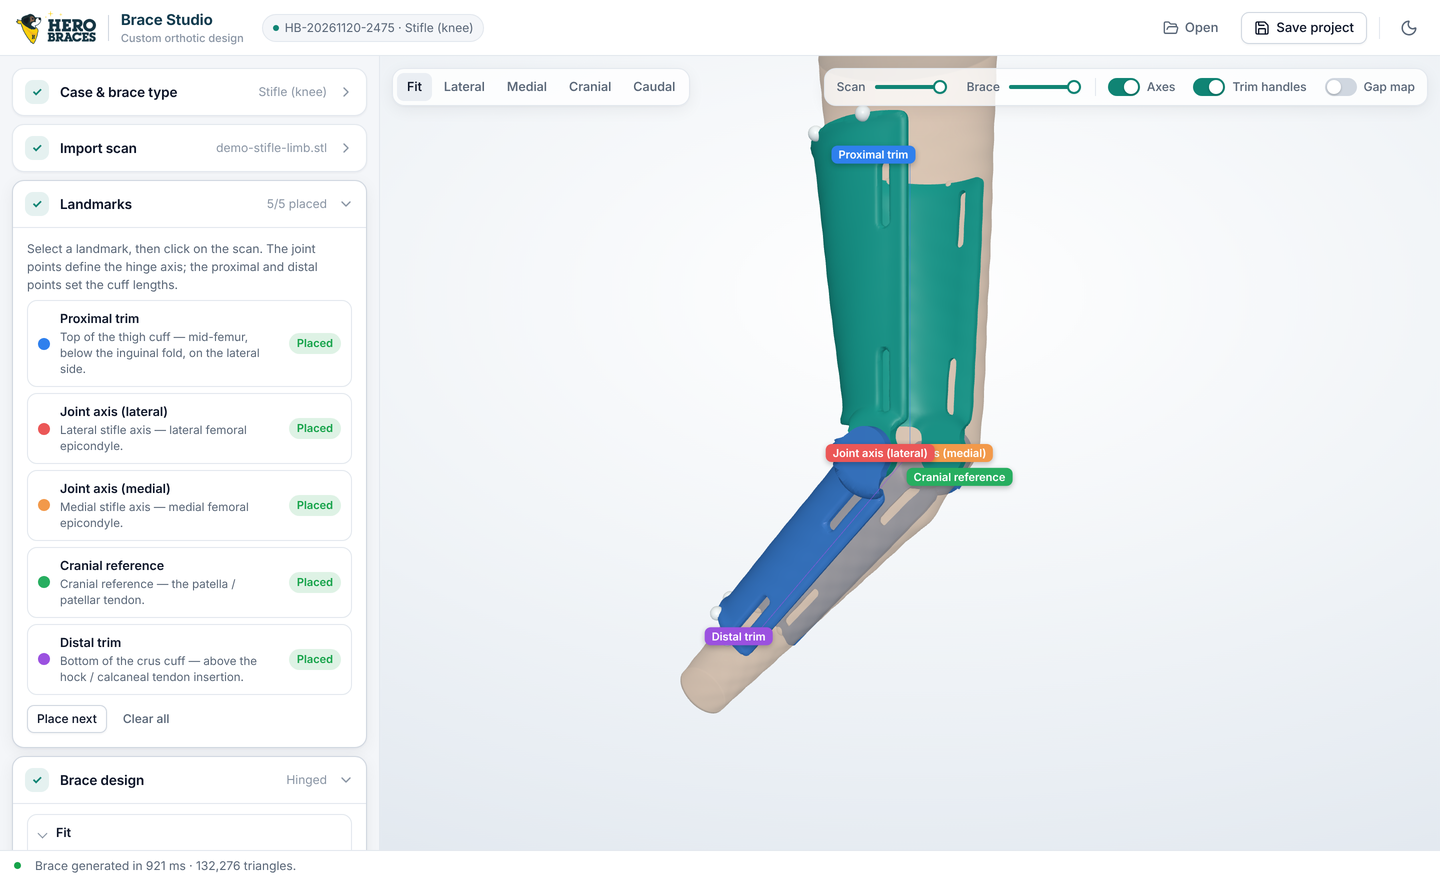 HERO
BRACES
Brace Studio
Custom orthotic design
HB-20261120-2475 · Stifle (knee)
Open
Save project
Case & brace type
Stifle (knee)
Import scan
demo-stifle-limb.stl
Landmarks
5/5 placed
Select a landmark, then click on the scan. The joint
points define the hinge axis; the proximal and distal
points set the cuff lengths.
Proximal trim
Top of the thigh cuff — mid-femur,
below the inguinal fold, on the lateral
side.
Placed
Joint axis (lateral)
Lateral stifle axis — lateral femoral
epicondyle.
Placed
Joint axis (medial)
Medial stifle axis — medial femoral
epicondyle.
Placed
Cranial reference
Cranial reference — the patella /
patellar tendon.
Placed
Distal trim
Bottom of the crus cuff — above the
hock / calcaneal tendon insertion.
Placed
Place next
Clear all
Brace design
Hinged
Fit
Fit
Lateral
Medial
Cranial
Caudal
Scan
Brace
Axes
Trim handles
Gap map
Proximal trim
Joint axis (lateral)
s (medial)
Cranial reference
Distal trim
Brace generated in 921 ms · 132,276 triangles.